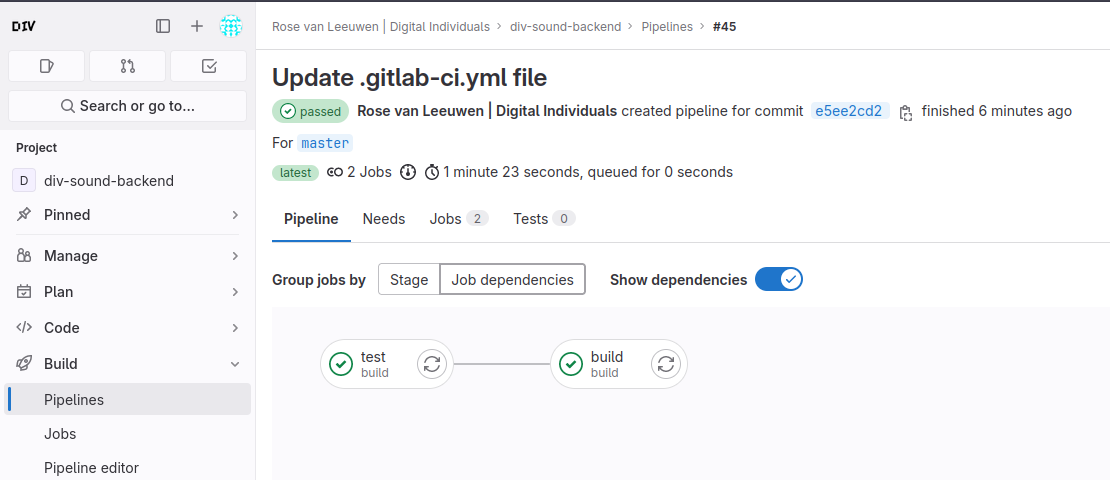 DIV
Rose van Leeuwen | Digital Individuals › div-sound-backend › Pipelines › #45
Search or go to...
Project
D div-sound-backend
Pinned
Manage
Plan
Code
Build
Pipelines
Jobs
Pipeline editor
Update .gitlab-ci.yml file
passed Rose van Leeuwen | Digital Individuals created pipeline for commit e5ee2cd2 finished 6 minutes ago
For master
latest 2 Jobs 1 minute 23 seconds, queued for 0 seconds
Pipeline Needs Jobs 2 Tests 0
Group jobs by Stage Job dependencies Show dependencies
test
build
build
build